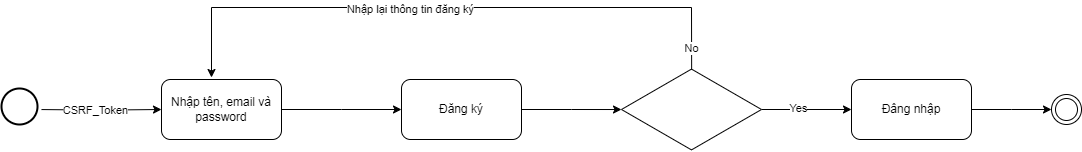 Nhập lại thông tin đăng ký
No
CSRF_Token
Nhập tên, email và
password
Đăng ký
Yes
Đăng nhập